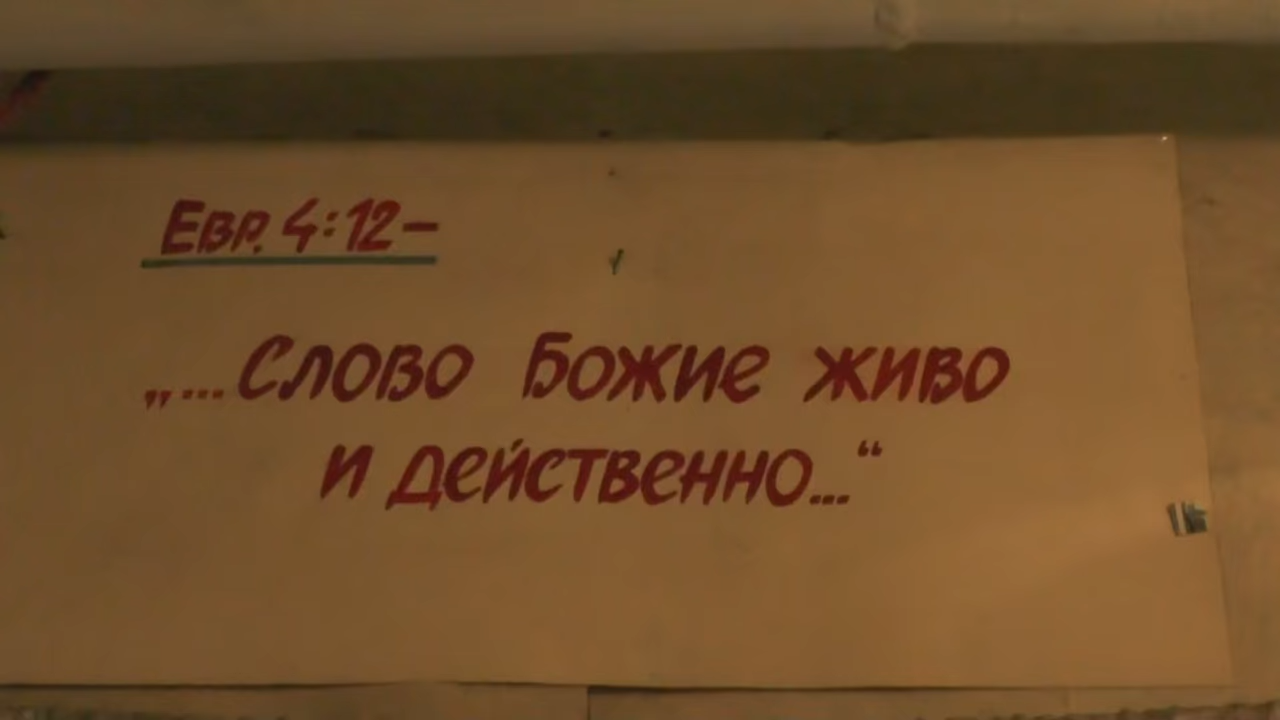 Евр. 4:12–
„...Слово Божие живо
и действенно...“